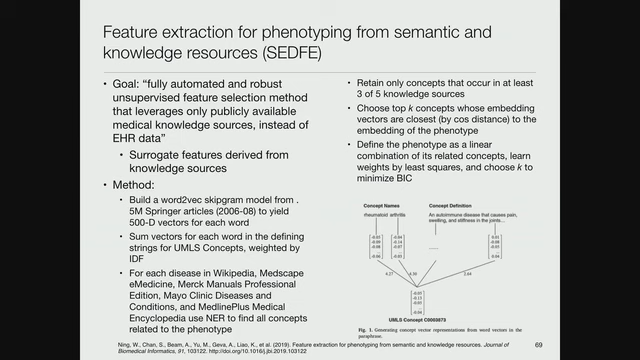 Feature extraction for phenotyping from semantic and
knowledge resources (SEDFE)
• Goal: “fully automated and robust
unsupervised feature selection method
that leverages only publicly available
medical knowledge sources, instead of
EHR data”
• Surrogate features derived from
knowledge sources
• Method:
• Build a word2vec skipgram model from .
5M Springer articles (2006-08) to yield
500-D vectors for each word
• Sum vectors for each word in the defining
strings for UMLS Concepts, weighted by
IDF
• For each disease in Wikipedia, Medscape
eMedicine, Merck Manuals Professional
Edition, Mayo Clinic Diseases and
Conditions, and MedlinePlus Medical
Encyclopedia use NER to find all concepts
related to the phenotype
• Retain only concepts that occur in at least
3 of 5 knowledge sources
• Choose top k concepts whose embedding
vectors are closest (by cos distance) to the
embedding of the phenotype
• Define the phenotype as a linear
combination of its related concepts, learn
weights by least squares, and choose k to
minimize BIC
Concept Names Concept Definition
rheumatoid arthritis An autoimmune disease that causes pain,
swelling, and stiffness in the joints…
4.27 4.30 2.64
UMLS Concept C0003873
Fig. 1. Generating concept vector representations from word vectors in the
paraphrase.
Ning, W., Chan, S., Beam, A., Yu, M., Geva, A., Liao, K., et al. (2019). Feature extraction for phenotyping from semantic and knowledge resources. Journal of
Biomedical Informatics, 91, 103122. http://doi.org/10.1016/j.jbi.2019.103122
69